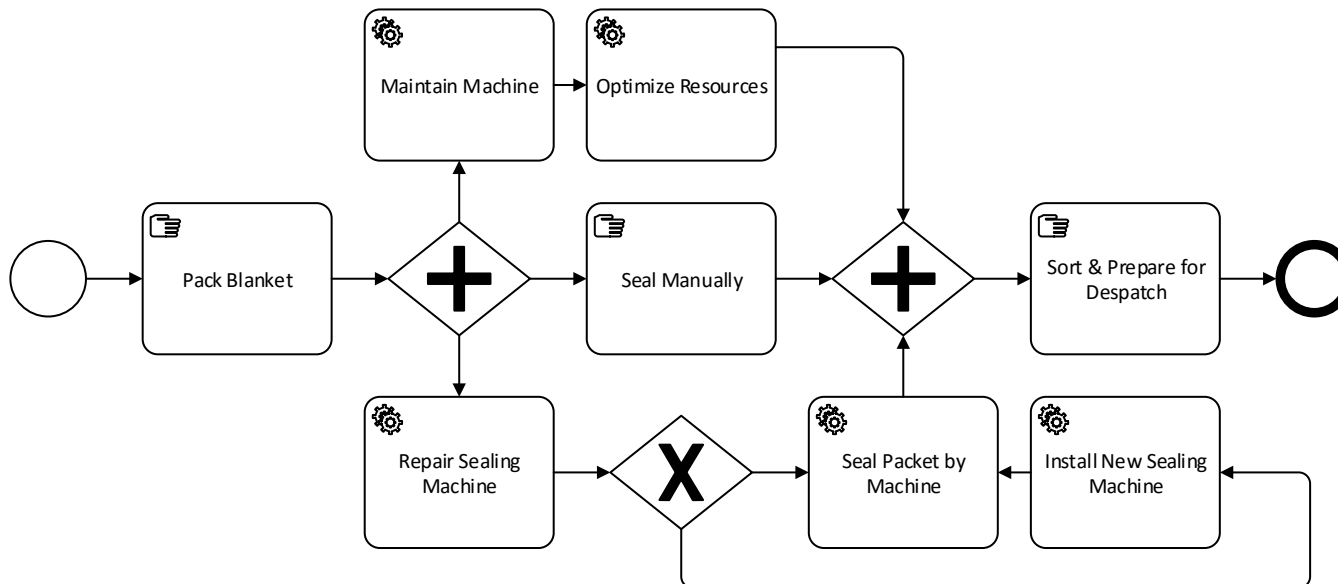 Maintain Machine
Optimize Resources
Pack Blanket
Seal Manually
Sort & Prepare for
Despatch
Repair Sealing
Machine
Seal Packet by
Machine
Install New Sealing
Machine